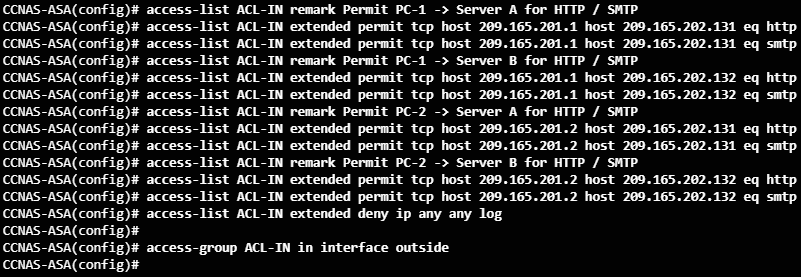 CCNAS-ASA(config)# access-list ACL-IN remark Permit PC-1 -> Server A for HTTP / SMTP
CCNAS-ASA(config)# access-list ACL-IN extended permit tcp host 209.165.201.1 host 209.165.202.131 eq http
CCNAS-ASA(config)# access-list ACL-IN extended permit tcp host 209.165.201.1 host 209.165.202.131 eq smtp
CCNAS-ASA(config)# access-list ACL-IN remark Permit PC-1 -> Server B for HTTP / SMTP
CCNAS-ASA(config)# access-list ACL-IN extended permit tcp host 209.165.201.1 host 209.165.202.132 eq http
CCNAS-ASA(config)# access-list ACL-IN extended permit tcp host 209.165.201.1 host 209.165.202.132 eq smtp
CCNAS-ASA(config)# access-list ACL-IN remark Permit PC-2 -> Server A for HTTP / SMTP
CCNAS-ASA(config)# access-list ACL-IN extended permit tcp host 209.165.201.2 host 209.165.202.131 eq http
CCNAS-ASA(config)# access-list ACL-IN extended permit tcp host 209.165.201.2 host 209.165.202.131 eq smtp
CCNAS-ASA(config)# access-list ACL-IN remark Permit PC-2 -> Server B for HTTP / SMTP
CCNAS-ASA(config)# access-list ACL-IN extended permit tcp host 209.165.201.2 host 209.165.202.132 eq http
CCNAS-ASA(config)# access-list ACL-IN extended permit tcp host 209.165.201.2 host 209.165.202.132 eq smtp
CCNAS-ASA(config)# access-list ACL-IN extended deny ip any any log
CCNAS-ASA(config)#
CCNAS-ASA(config)# access-group ACL-IN in interface outside
CCNAS-ASA(config)#